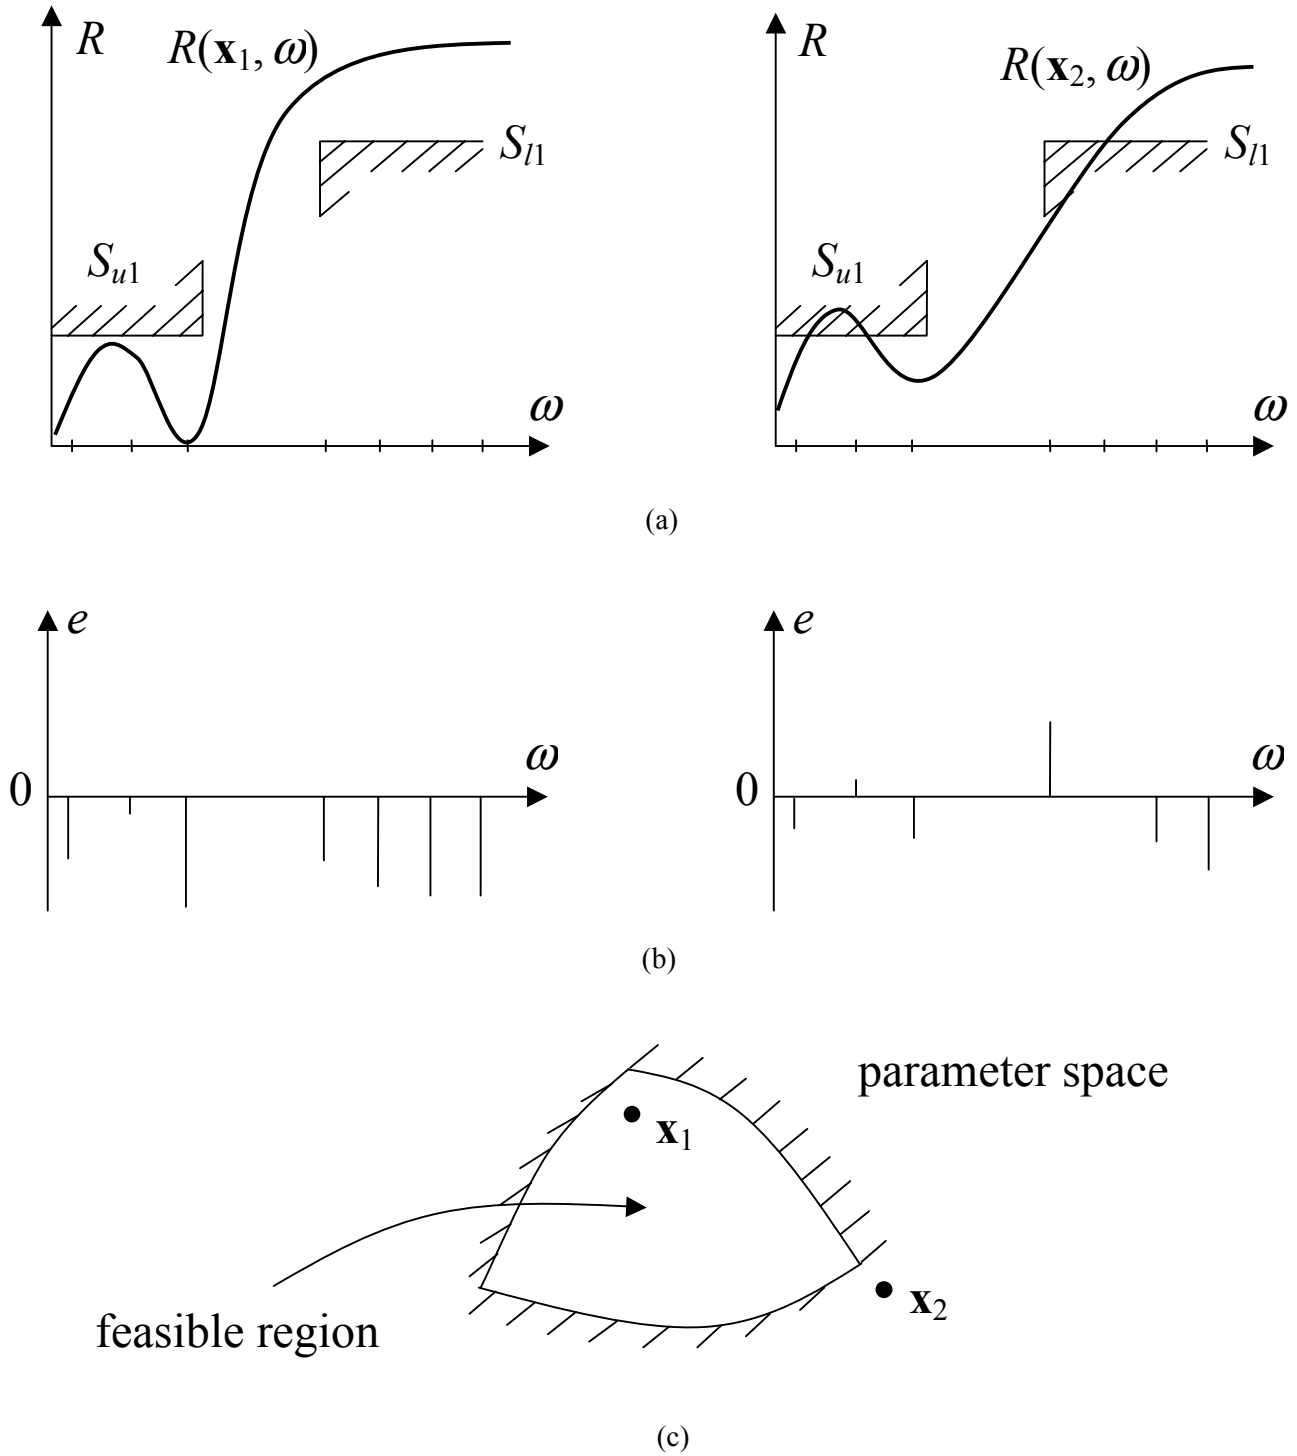 R
R(x1, ω)
Sl1
Su1
ω
R
R(x2, ω)
Sl1
Su1
ω
(a)
e
ω
0
e
ω
0
(b)
parameter space
x1
feasible region
x2
(c)